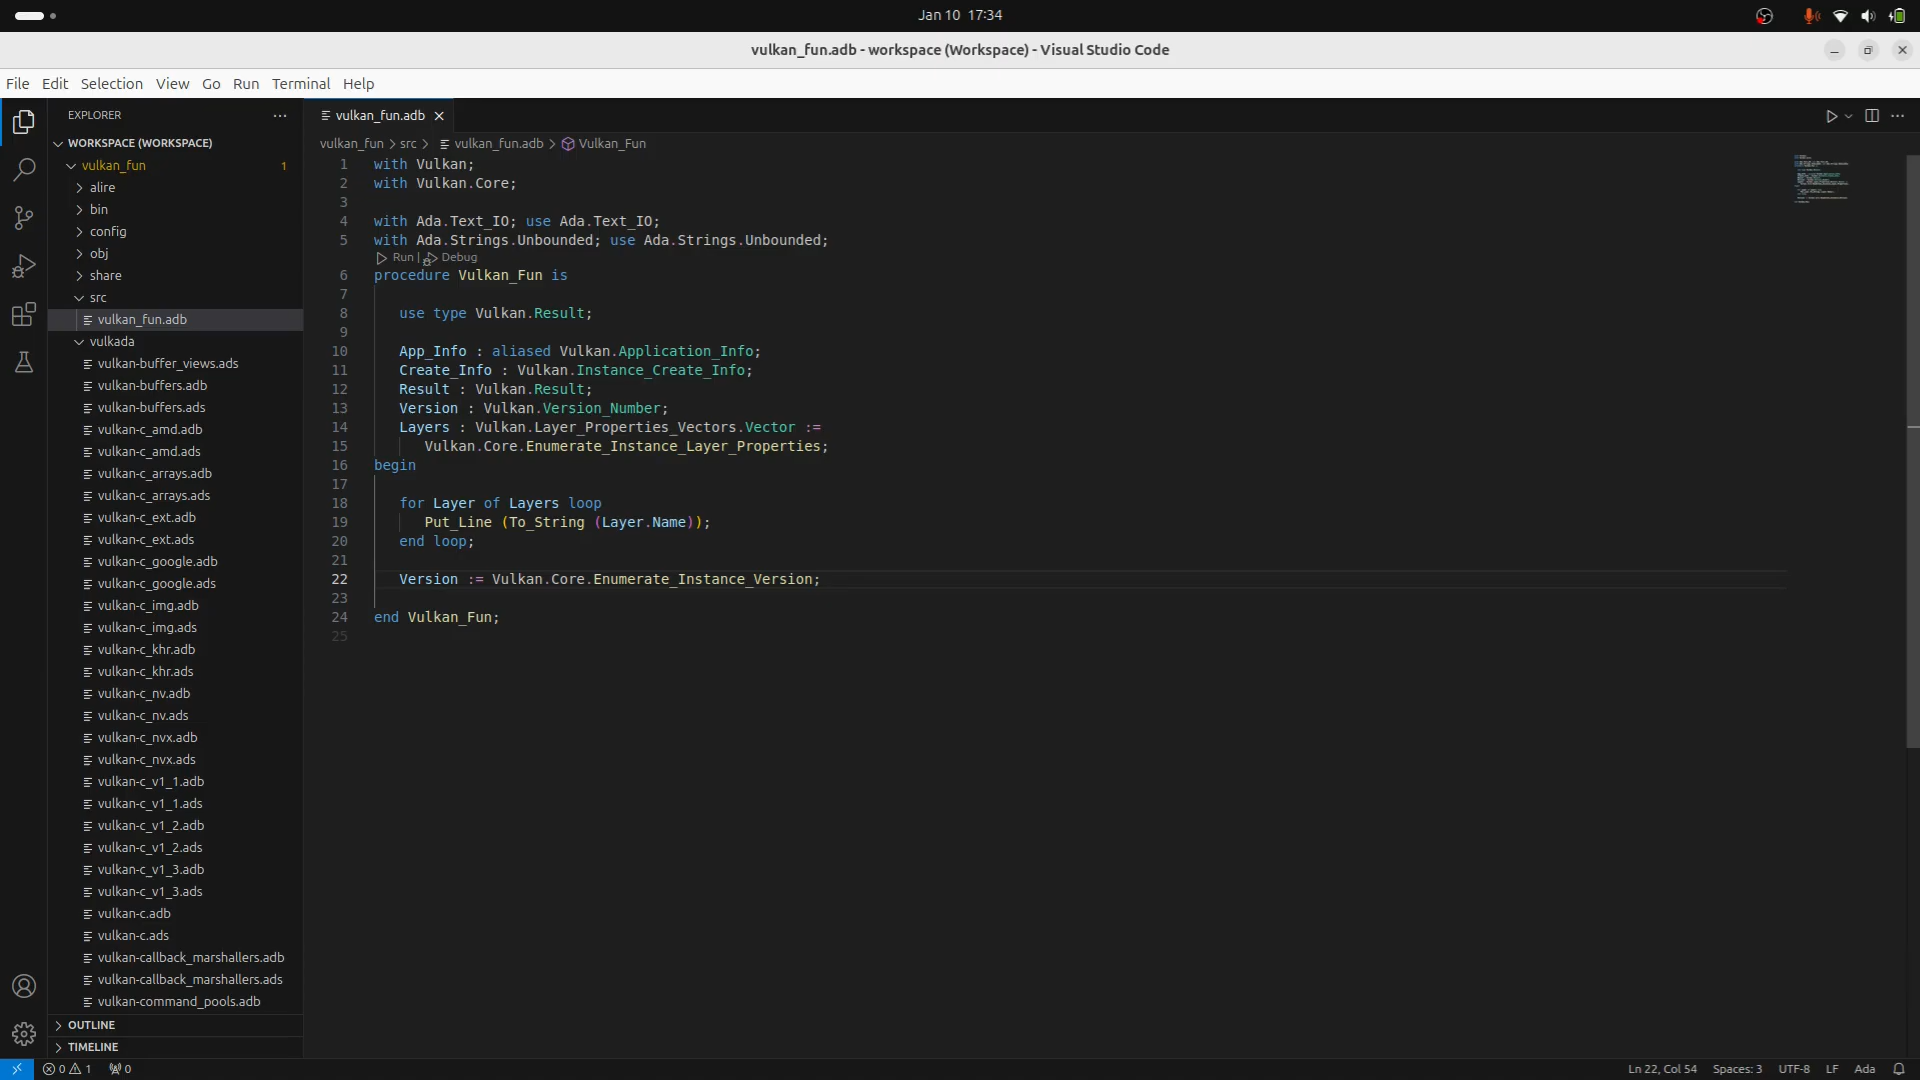 Jan 10 17:34
vulkan_fun.adb - workspace (Workspace) - Visual Studio Code
File Edit Selection View Go Run Terminal Help
EXPLORER
WORKSPACE (WORKSPACE)
vulkan_fun 1
alire
bin
config
obj
share
src
vulkan_fun.adb
vulkada
vulkan-buffer_views.ads
vulkan-buffers.adb
vulkan-buffers.ads
vulkan-c_amd.adb
vulkan-c_amd.ads
vulkan-c_arrays.adb
vulkan-c_arrays.ads
vulkan-c_ext.adb
vulkan-c_ext.ads
vulkan-c_google.adb
vulkan-c_google.ads
vulkan-c_img.adb
vulkan-c_img.ads
vulkan-c_khr.adb
vulkan-c_khr.ads
vulkan-c_nv.adb
vulkan-c_nv.ads
vulkan-c_nvx.adb
vulkan-c_nvx.ads
vulkan-c_v1_1.adb
vulkan-c_v1_1.ads
vulkan-c_v1_2.adb
vulkan-c_v1_2.ads
vulkan-c_v1_3.adb
vulkan-c_v1_3.ads
vulkan-c.adb
vulkan-c.ads
vulkan-callback_marshallers.adb
vulkan-callback_marshallers.ads
vulkan-command_pools.adb
OUTLINE
TIMELINE
vulkan_fun.adb
vulkan_fun > src > vulkan_fun.adb > Vulkan_Fun
1 with Vulkan;
2 with Vulkan.Core;
3
4 with Ada.Text_IO; use Ada.Text_IO;
5 with Ada.Strings.Unbounded; use Ada.Strings.Unbounded;
Run | Debug
6 procedure Vulkan_Fun is
7
8    use type Vulkan.Result;
9
10    App_Info : aliased Vulkan.Application_Info;
11    Create_Info : Vulkan.Instance_Create_Info;
12    Result : Vulkan.Result;
13    Version : Vulkan.Version_Number;
14    Layers : Vulkan.Layer_Properties_Vectors.Vector :=
15       Vulkan.Core.Enumerate_Instance_Layer_Properties;
16 begin
17
18    for Layer of Layers loop
19       Put_Line (To_String (Layer.Name));
20    end loop;
21
22    Version := Vulkan.Core.Enumerate_Instance_Version;
23
24 end Vulkan_Fun;
25
0 1 0
Ln 22, Col 54 Spaces: 3 UTF-8 LF Ada